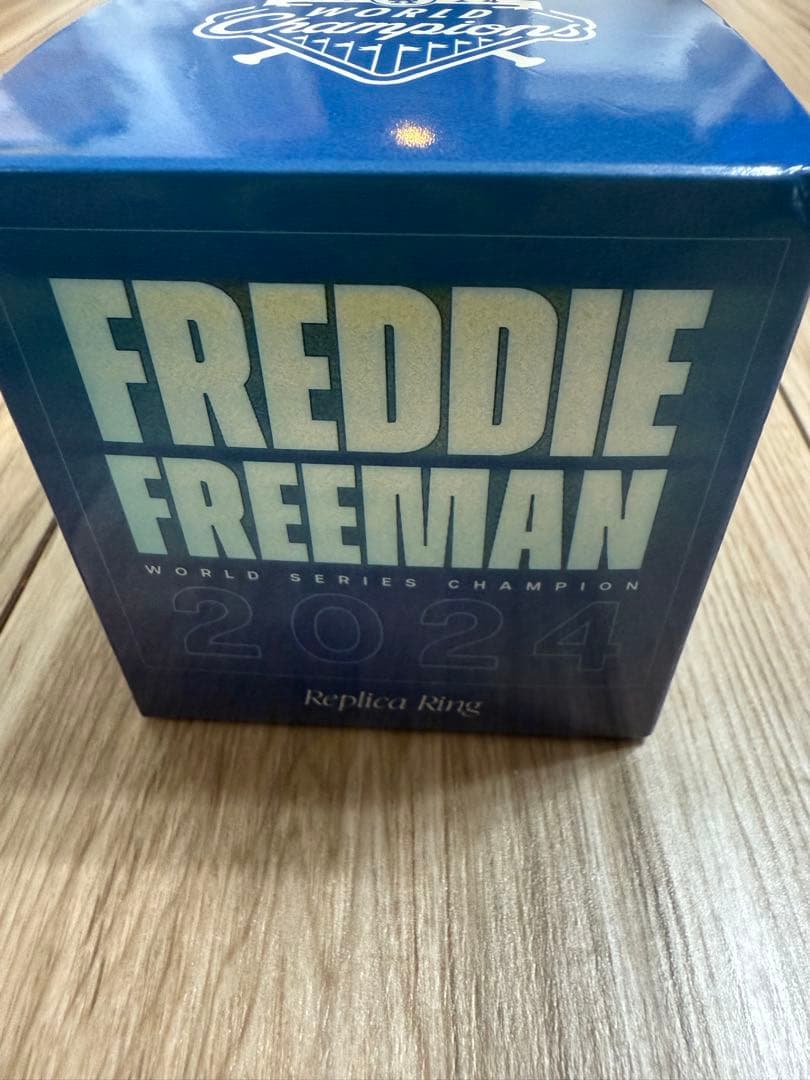 WORLD
Champions
FREDDIE
FREEMAN
WORLD SERIES CHAMPION
2024
Replica Ring